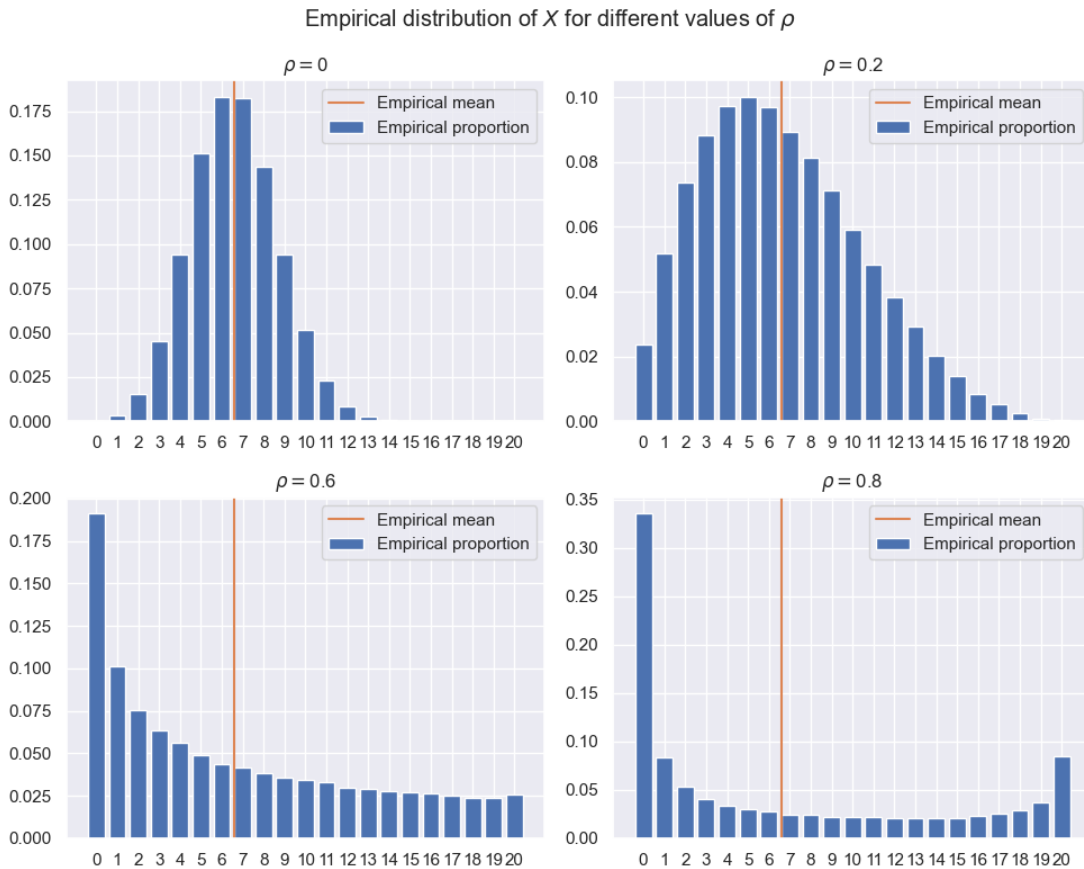 Empirical distribution of X for different values of ρ
ρ = 0
0.175
0.150
0.125
0.100
0.075
0.050
0.025
0.000
Empirical mean
Empirical proportion
0 1 2 3 4 5 6 7 8 9 10 11 12 13 14 15 16 17 18 19 20
ρ = 0.2
0.10
0.08
0.06
0.04
0.02
0.00
Empirical mean
Empirical proportion
0 1 2 3 4 5 6 7 8 9 10 11 12 13 14 15 16 17 18 19 20
ρ = 0.6
0.200
0.175
0.150
0.125
0.100
0.075
0.050
0.025
0.000
Empirical mean
Empirical proportion
0 1 2 3 4 5 6 7 8 9 10 11 12 13 14 15 16 17 18 19 20
ρ = 0.8
0.35
0.30
0.25
0.20
0.15
0.10
0.05
0.00
Empirical mean
Empirical proportion
0 1 2 3 4 5 6 7 8 9 10 11 12 13 14 15 16 17 18 19 20